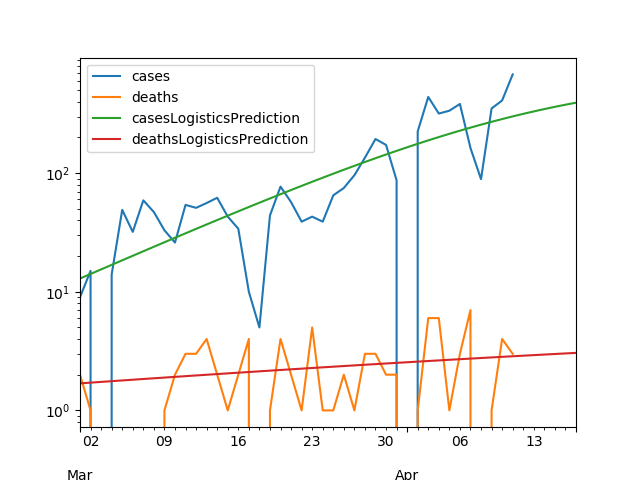 cases
deaths
casesLogisticsPrediction
deathsLogisticsPrediction
10²
10¹
10⁰
02 09 16 23 30 06 13
Mar Apr